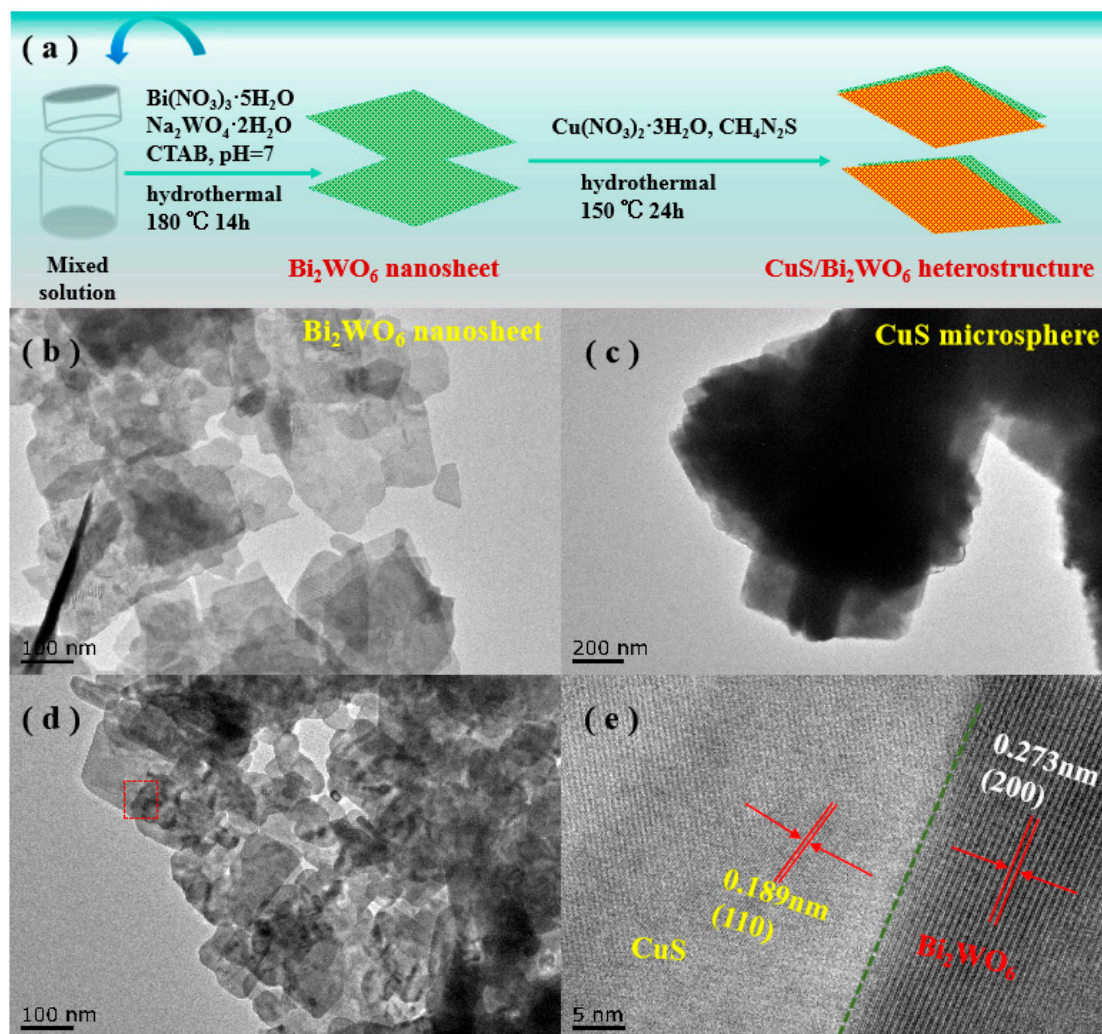 ( a )
Bi(NO₃)₃·5H₂O
Na₂WO₄·2H₂O
CTAB, pH=7
hydrothermal
180 ℃ 14h
Mixed
solution
Bi₂WO₆ nanosheet
Cu(NO₃)₂·3H₂O, CH₄N₂S
hydrothermal
150 ℃ 24h
CuS/Bi₂WO₆ heterostructure
( b )
Bi₂WO₆ nanosheet
100 nm
( c )
CuS microsphere
200 nm
( d )
100 nm
( e )
0.273nm
(200)
0.189nm
(110)
CuS
Bi₂WO₆
5 nm